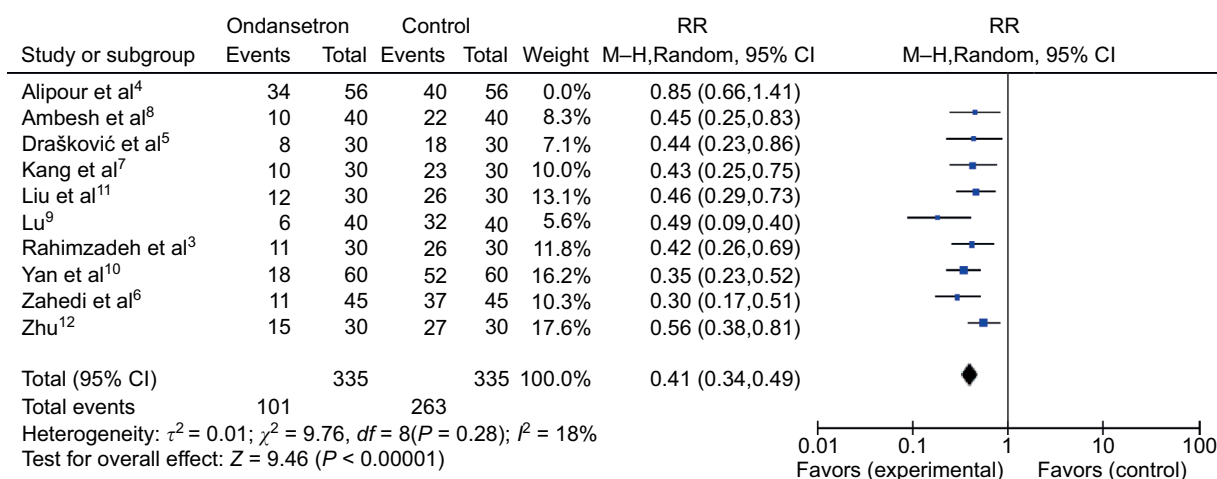 Ondansetron Control RR RR
Study or subgroup Events Total Events Total Weight M–H,Random, 95% CI M–H,Random, 95% CI
Alipour et al4 34 56 40 56 0.0% 0.85 (0.66,1.41)
Ambesh et al8 10 40 22 40 8.3% 0.45 (0.25,0.83)
Drašković et al5 8 30 18 30 7.1% 0.44 (0.23,0.86)
Kang et al7 10 30 23 30 10.0% 0.43 (0.25,0.75)
Liu et al11 12 30 26 30 13.1% 0.46 (0.29,0.73)
Lu9 6 40 32 40 5.6% 0.49 (0.09,0.40)
Rahimzadeh et al3 11 30 26 30 11.8% 0.42 (0.26,0.69)
Yan et al10 18 60 52 60 16.2% 0.35 (0.23,0.52)
Zahedi et al6 11 45 37 45 10.3% 0.30 (0.17,0.51)
Zhu12 15 30 27 30 17.6% 0.56 (0.38,0.81)
Total (95% CI) 335 335 100.0% 0.41 (0.34,0.49)
Total events 101 263
Heterogeneity: τ2 = 0.01; χ2 = 9.76, df = 8(P = 0.28); I2 = 18%
Test for overall effect: Z = 9.46 (P < 0.00001)
0.01 0.1 1 10 100
Favors (experimental) Favors (control)